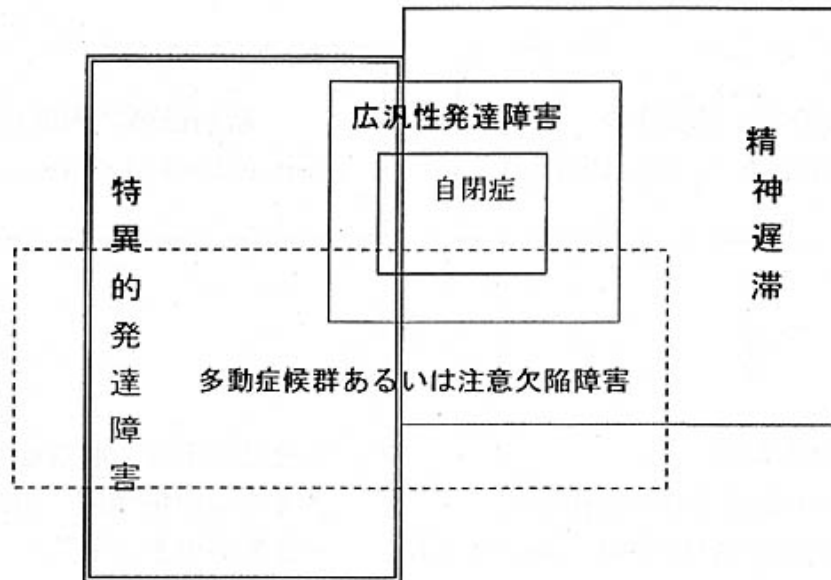 広汎性発達障害
自閉症
精神遅滞
特異的発達障害
多動症候群あるいは注意欠陥障害